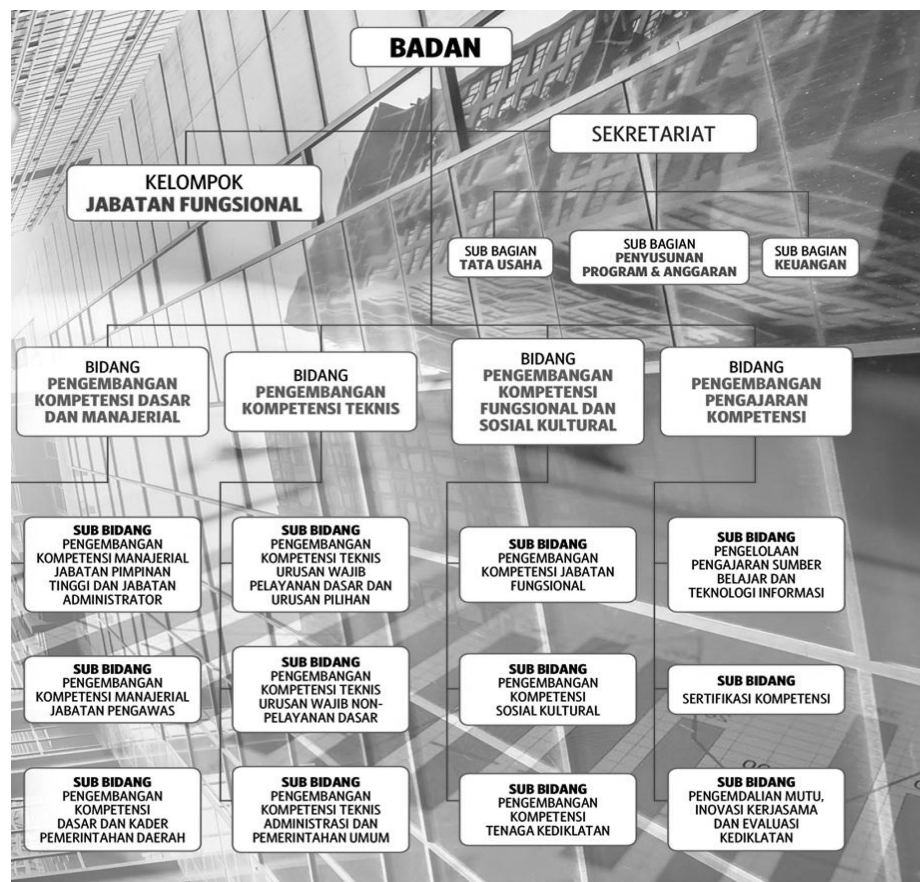 BADAN
SEKRETARIAT
KELOMPOK
JABATAN FUNGSIONAL
SUB BAGIAN
TATA USAHA
SUB BAGIAN
PENYUSUNAN
PROGRAM & ANGGARAN
SUB BAGIAN
KEUANGAN
BIDANG
PENGEMBANGAN
KOMPETENSI DASAR
DAN MANAJERIAL
BIDANG
PENGEMBANGAN
KOMPETENSI TEKNIS
BIDANG
PENGEMBANGAN
KOMPETENSI
FUNGSIONAL DAN
SOSIAL KULTURAL
BIDANG
PENGEMBANGAN
PENGAJARAN
KOMPETENSI
SUB BIDANG
PENGEMBANGAN
KOMPETENSI MANAJERIAL
JABATAN PIMPINAN
TINGGI DAN JABATAN
ADMINISTRATOR
SUB BIDANG
PENGEMBANGAN
KOMPETENSI TEKNIS
URUSAN WAJIB
PELAYANAN DASAR DAN
URUSAN PILIHAN
SUB BIDANG
PENGEMBANGAN
KOMPETENSI JABATAN
FUNGSIONAL
SUB BIDANG
PENGELOLAAN
PENGAJARAN SUMBER
BELAJAR DAN
TEKNOLOGI INFORMASI
SUB BIDANG
PENGEMBANGAN
KOMPETENSI MANAJERIAL
JABATAN PENGAWAS
SUB BIDANG
PENGEMBANGAN
KOMPETENSI TEKNIS
URUSAN WAJIB NON-
PELAYANAN DASAR
SUB BIDANG
PENGEMBANGAN
KOMPETENSI
SOSIAL KULTURAL
SUB BIDANG
SERTIFIKASI KOMPETENSI
SUB BIDANG
PENGEMBANGAN
KOMPETENSI
DASAR DAN KADER
PEMERINTAHAN DAERAH
SUB BIDANG
PENGEMBANGAN
KOMPETENSI TEKNIS
ADMINISTRASI DAN
PEMERINTAHAN UMUM
SUB BIDANG
PENGEMBANGAN
KOMPETENSI
TENAGA KEDIKLATAN
SUB BIDANG
PENGEMDALIAN MUTU,
INOVASI KERJASAMA
DAN EVALUASI
KEDIKLATAN